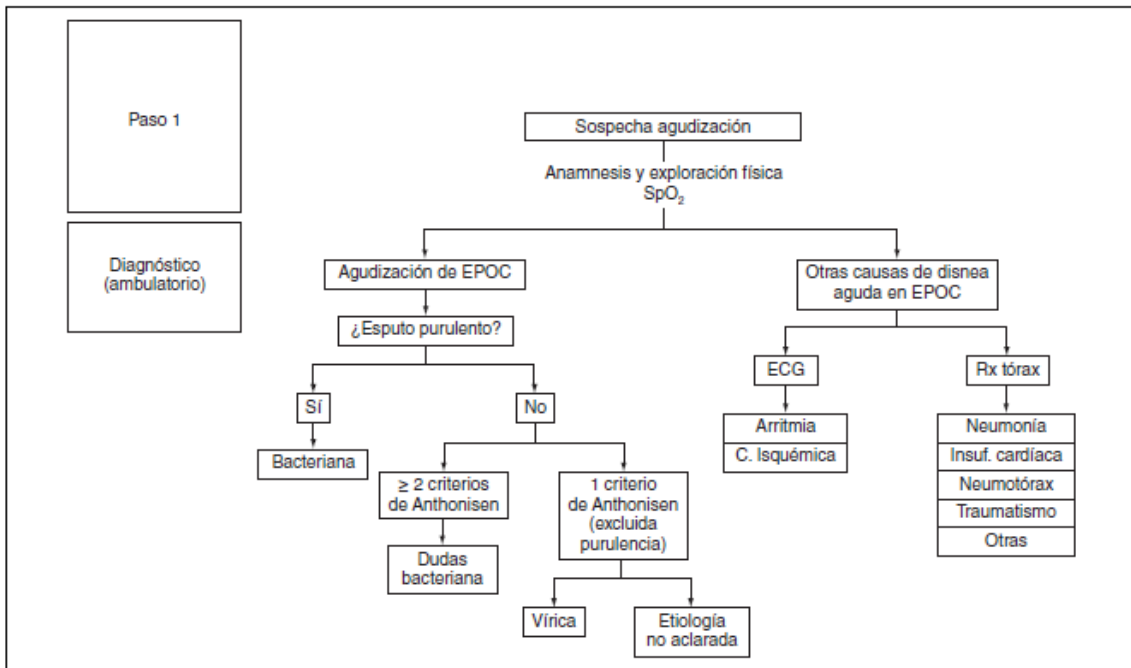 Paso 1
Diagnóstico
(ambulatorio)
Sospecha agudización
Anamnesis y exploración física
SpO₂
Agudización de EPOC
Otras causas de disnea
aguda en EPOC
¿Esputo purulento?
ECG
Rx tórax
Sí
No
Arritmia
C. Isquémica
Neumonía
Insuf. cardíaca
Neumotórax
Traumatismo
Otras
Bacteriana
≥ 2 criterios
de Anthonisen
1 criterio
de Anthonisen
(excluida
purulencia)
Dudas
bacteriana
Vírica
Etiología
no aclarada